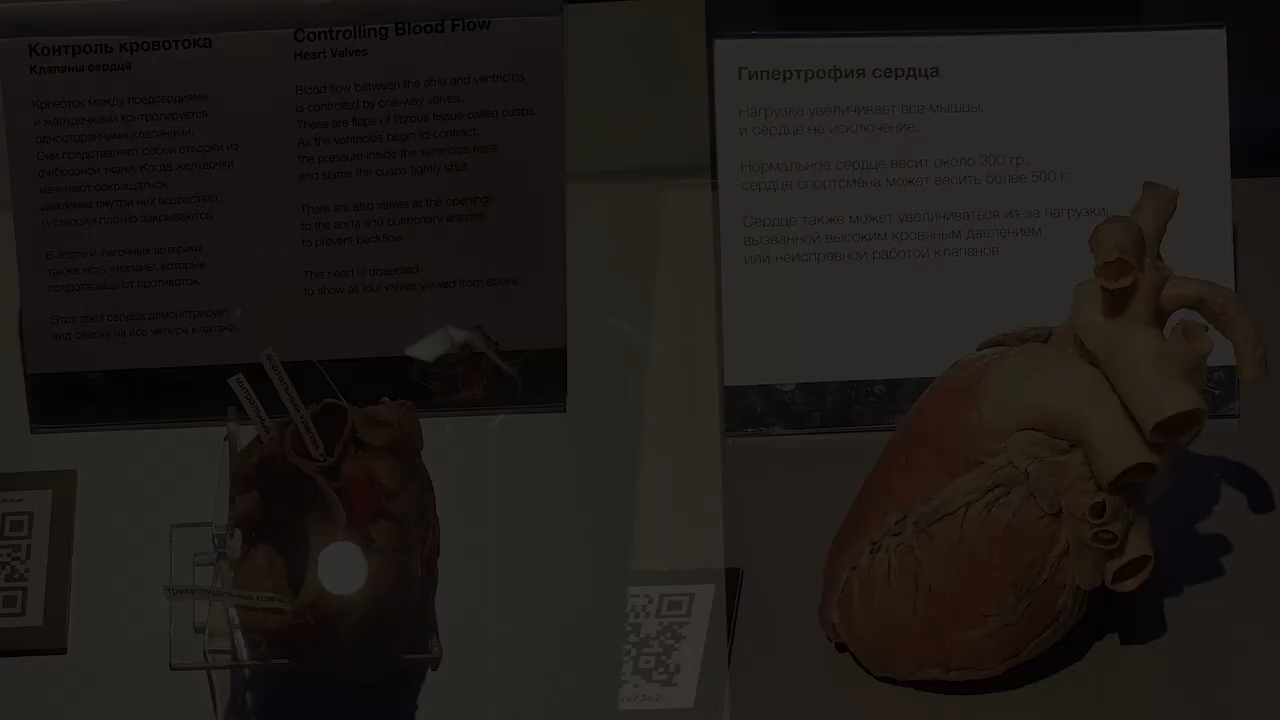 Контроль кровотока
Клапаны сердца
Кровоток между предсердиями
и желудочками контролируется
односторонними клапанами.
Они представляют собой створки из
фиброзной ткани. Когда желудочки
начинают сокращаться,
давление внутри них возрастает,
и створки плотно закрываются.
В аорте и легочных артериях
также есть клапаны, которые
предотвращают противоток.
Этот срез сердца демонстрирует
вид сверху на все четыре клапана.
Controlling Blood Flow
Heart Valves
Blood flow between the atria and ventricles
is controlled by one-way valves.
These are flaps of fibrous tissue called cusps.
As the ventricles begin to contract,
the pressure inside the ventricles rises
and slams the cusps tightly shut.
There are also valves at the openings
to the aorta and pulmonary arteries
to prevent backflow.
This heart is dissected
to show all four valves viewed from above.
Гипертрофия сердца
Нагрузка увеличивает все мышцы,
и сердце не исключение.
Нормальное сердце весит около 300 гр.,
сердце спортсмена может весить более 500 г.
Сердце также может увеличиваться из-за нагрузки,
вызванной высоким кровяным давлением
или неисправной работой клапанов
митральный
аортальный клапан
трикуспидальный клапан